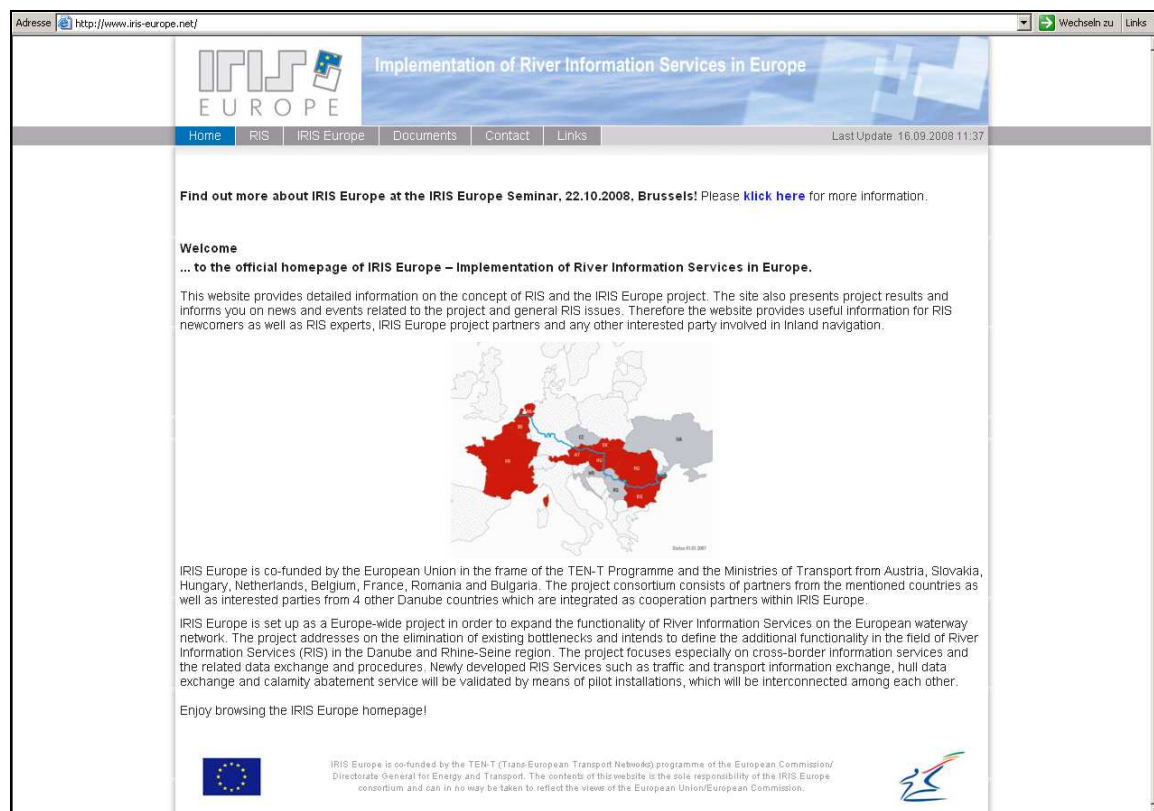 Adresse http://www.iris-europe.net/ Wechseln zu Links
IRIS
EUROPE
Implementation of River Information Services in Europe
Home RIS IRIS Europe Documents Contact Links Last Update 16.09.2008 11:37
Find out more about IRIS Europe at the IRIS Europe Seminar, 22.10.2008, Brussels! Please klick here for more information.
Welcome
... to the official homepage of IRIS Europe – Implementation of River Information Services in Europe.
This website provides detailed information on the concept of RIS and the IRIS Europe project. The site also presents project results and
informs you on news and events related to the project and general RIS issues. Therefore the website provides useful information for RIS
newcomers as well as RIS experts, IRIS Europe project partners and any other interested party involved in Inland navigation.
IRIS Europe is co-funded by the European Union in the frame of the TEN-T Programme and the Ministries of Transport from Austria, Slovakia,
Hungary, Netherlands, Belgium, France, Romania and Bulgaria. The project consortium consists of partners from the mentioned countries as
well as interested parties from 4 other Danube countries which are integrated as cooperation partners within IRIS Europe.
IRIS Europe is set up as a Europe-wide project in order to expand the functionality of River Information Services on the European waterway
network. The project addresses on the elimination of existing bottlenecks and intends to define the additional functionality in the field of River
Information Services (RIS) in the Danube and Rhine-Seine region. The project focuses especially on cross-border information services and
the related data exchange and procedures. Newly developed RIS Services such as traffic and transport information exchange, hull data
exchange and calamity abatement service will be validated by means of pilot installations, which will be interconnected among each other.
Enjoy browsing the IRIS Europe homepage!
IRIS Europe is co-funded by the TEN-T (Trans-European Transport Networks) programme of the European Commission/
Directorate General for Energy and Transport. The contents of this website is the sole responsibility of the IRIS Europe
consortium and can in no way be taken to reflect the views of the European Union/European Commission.